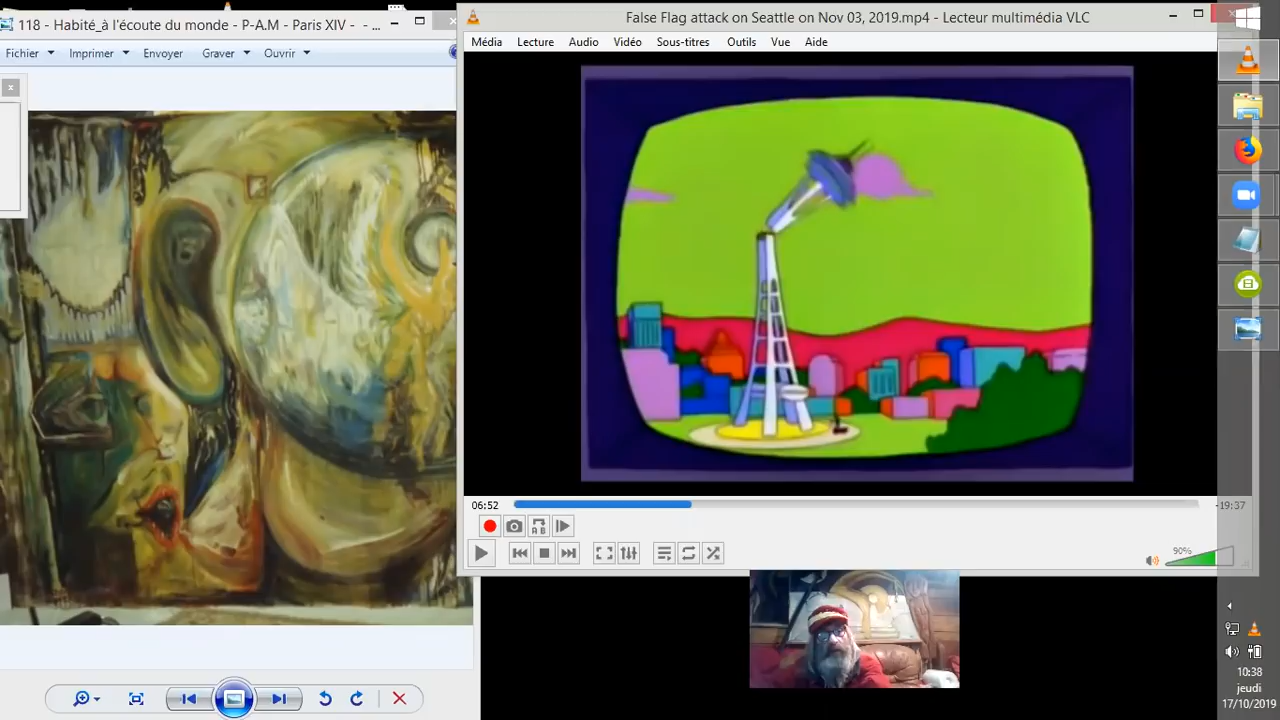 118 - Habité_à l'écoute du monde - P-A-M - Paris XIV - ...
Fichier Imprimer Envoyer Graver Ouvrir
False Flag attack on Seattle on Nov 03, 2019.mp4 - Lecteur multimédia VLC
Média Lecture Audio Vidéo Sous-titres Outils Vue Aide
06:52
-19:37
A B
90%
10:38
jeudi
17/10/2019